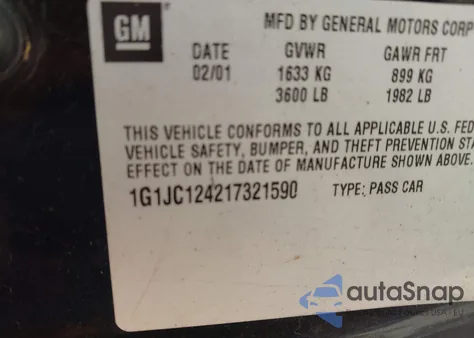 GM
MFD BY GENERAL MOTORS CORP
DATE GVWR GAWR FRT
02/01 1633 KG 899 KG
3600 LB 1982 LB
THIS VEHICLE CONFORMS TO ALL APPLICABLE U.S. FED
VEHICLE SAFETY, BUMPER, AND THEFT PREVENTION STA
EFFECT ON THE DATE OF MANUFACTURE SHOWN ABOVE.
1G1JC124217321590 TYPE: PASS CAR
autoSnap